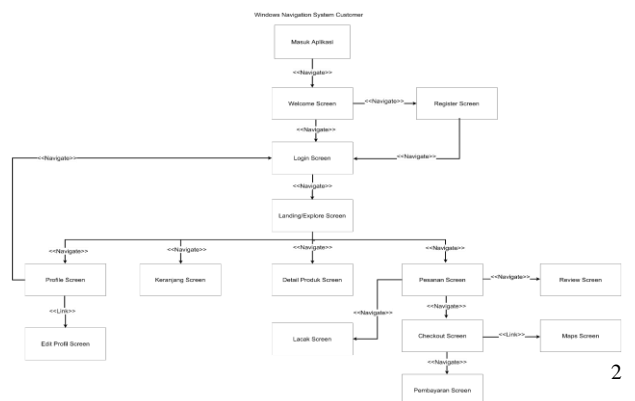 Windows Navigation System Customer
Masuk Aplikasi
<<Navigate>>
Welcome Screen
<<Navigate>>
Register Screen
<<Navigate>>
<<Navigate>>
Login Screen
<<Navigate>>
<<Navigate>>
Landing/Explore Screen
<<Navigate>>
<<Navigate>>
<<Navigate>>
<<Navigate>>
Profile Screen
Keranjang Screen
Detail Produk Screen
Pesanan Screen
<<Navigate>>
Review Screen
<<Link>>
<<Navigate>>
<<Navigate>>
Edit Profil Screen
Lacak Screen
Checkout Screen
<<Link>>
Maps Screen
<<Navigate>>
Pembayaran Screen
2